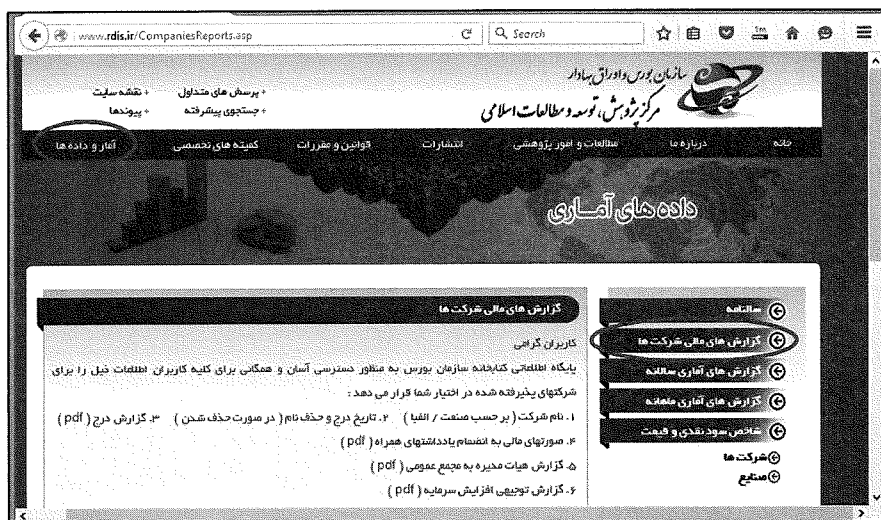 www.rdis.ir/CompaniesReports.asp
Search
سازمان بورس و اوراق بهادار
مرکز پژوهش، توسعه و مطالعات اسلامی
+ پرسش های متداول
+ نقشه سایت
+ جستجوی پیشرفته
+ پیوندها
خانه
درباره ما
مطالعات و امور پژوهشی
انتشارات
قوانین و مقررات
کمیته های تخصصی
آمار و داده ها
داده های آماری
سالنامه
گزارش های مالی شرکت ها
گزارش های آماری سالانه
گزارش های آماری ماهانه
شاخص سود نقدی و قیمت
شرکت ها
صنایع
گزارش های مالی شرکت ها
کاربران گرامی
پایگاه اطلاعاتی کتابخانه سازمان بورس به منظور دسترسی آسان و همگانی برای کلیه کاربران اطلاعات ذیل را برای
شرکتهای پذیرفته شده در اختیار شما قرار می دهد :
۱. نام شرکت ( بر حسب صنعت / الفبا ) ۲. تاریخ درج و حذف نام ( در صورت حذف شدن ) ۳. گزارش درج ( pdf )
۴. صورتهای مالی به انضمام یادداشتهای همراه ( pdf )
۵. گزارش هیات مدیره به مجمع عمومی ( pdf )
۶. گزارش توجیهی افزایش سرمایه ( pdf )